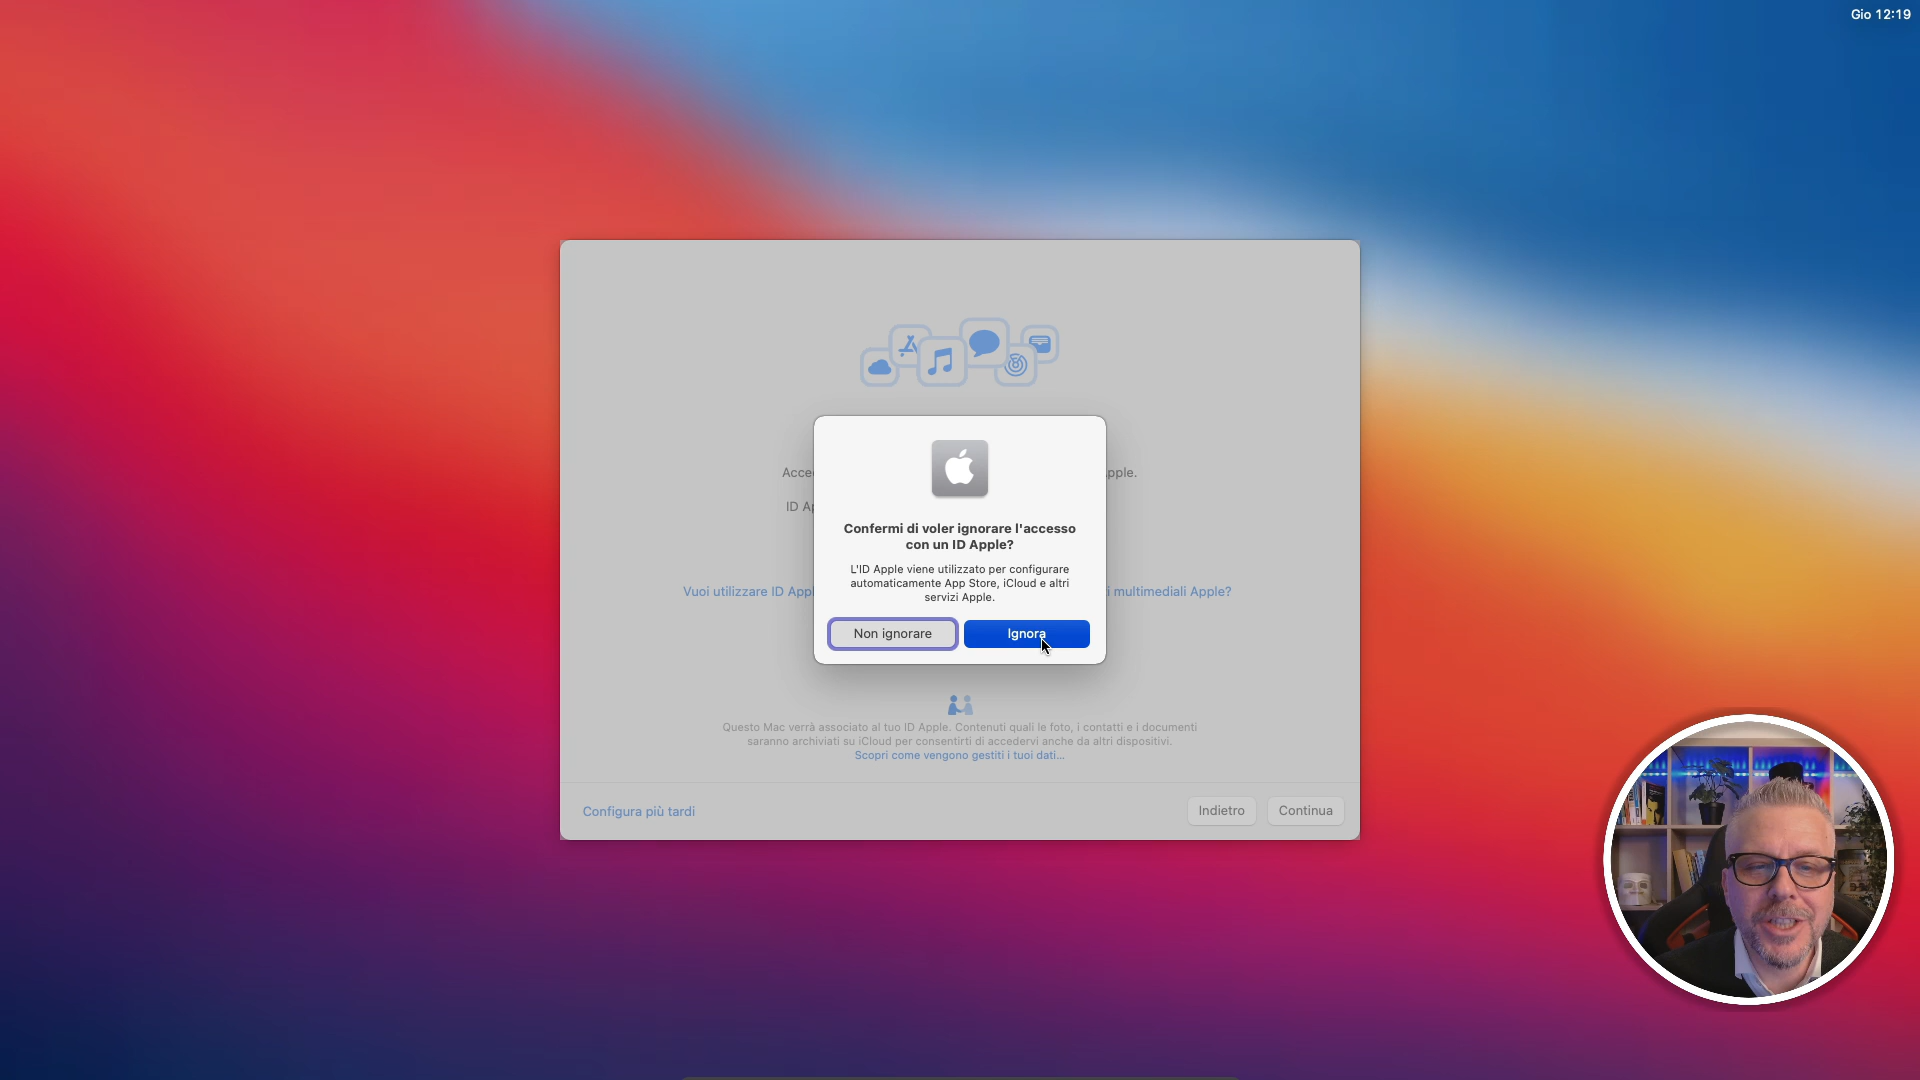 Gio 12:19
Acce
pple.
ID Ap
Confermi di voler ignorare l'accesso
con un ID Apple?
L'ID Apple viene utilizzato per configurare
automaticamente App Store, iCloud e altri
servizi Apple.
Vuoi utilizzare ID Appl
i multimediali Apple?
Non ignorare
Ignora
Questo Mac verrà associato al tuo ID Apple. Contenuti quali le foto, i contatti e i documenti
saranno archiviati su iCloud per consentirti di accedervi anche da altri dispositivi.
Scopri come vengono gestiti i tuoi dati...
Configura più tardi
Indietro
Continua